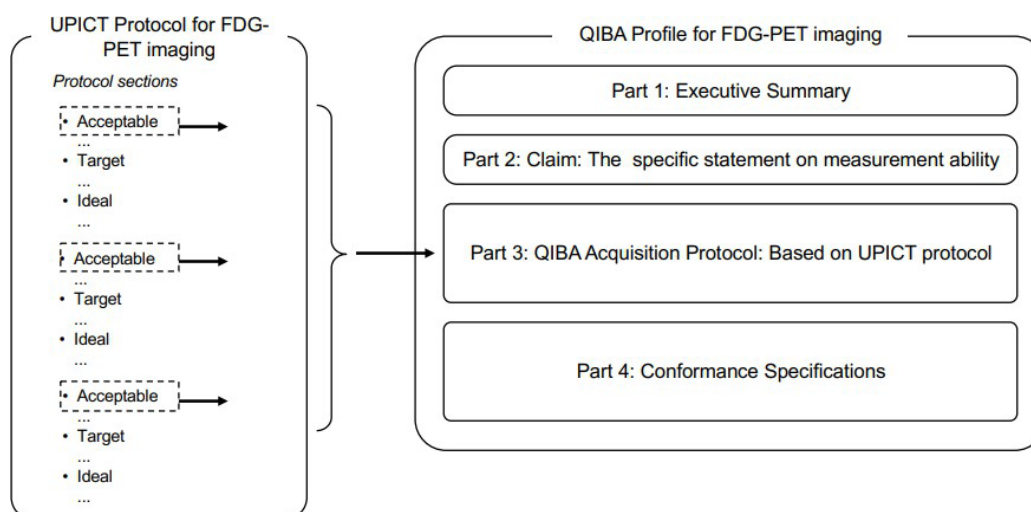 UPICT Protocol for FDG-
PET imaging
Protocol sections
• Acceptable
...
• Target
...
• Ideal
...
• Acceptable
...
• Target
...
• Ideal
...
• Acceptable
...
• Target
...
• Ideal
...
QIBA Profile for FDG-PET imaging
Part 1: Executive Summary
Part 2: Claim: The specific statement on measurement ability
Part 3: QIBA Acquisition Protocol: Based on UPICT protocol
Part 4: Conformance Specifications